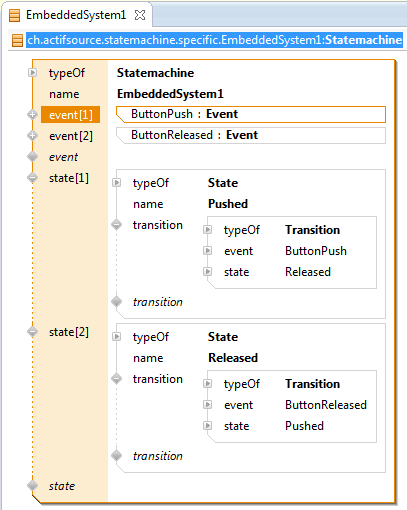 EmbeddedSystem1
ch.actifsource.statemachine.specific.EmbeddedSystem1:Statemachine
typeOf Statemachine
name EmbeddedSystem1
event[1] ButtonPush : Event
event[2] ButtonReleased : Event
event
state[1] typeOf State
name Pushed
transition typeOf Transition
event ButtonPush
state Released
transition
state[2] typeOf State
name Released
transition typeOf Transition
event ButtonReleased
state Pushed
transition
state